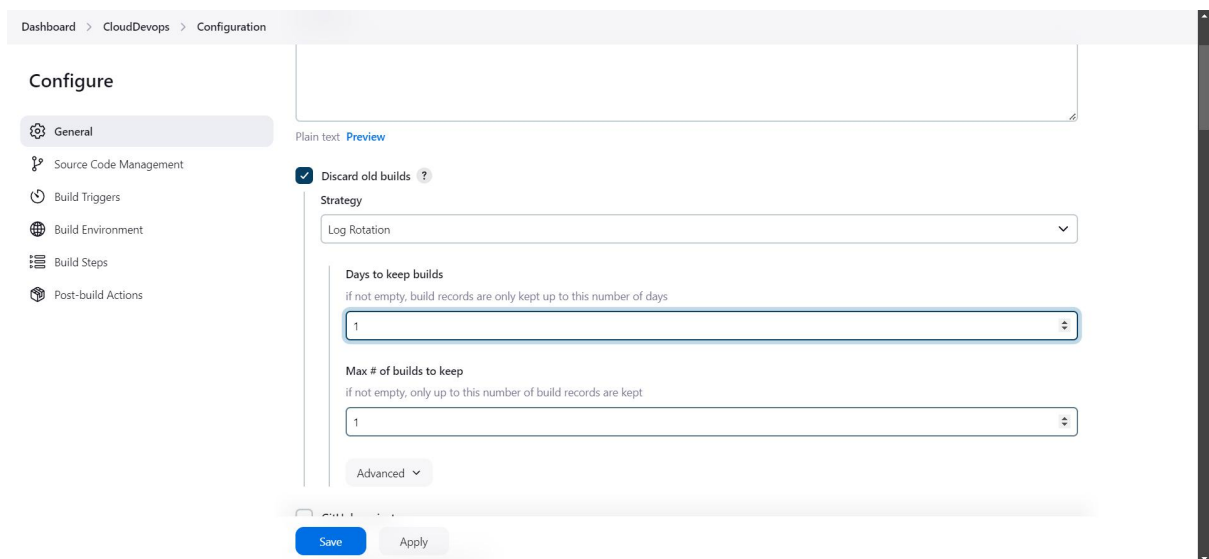 Dashboard > CloudDevops > Configuration
Configure
General
Source Code Management
Build Triggers
Build Environment
Build Steps
Post-build Actions
Plain text Preview
Discard old builds ?
Strategy
Log Rotation
Days to keep builds
if not empty, build records are only kept up to this number of days
1
Max # of builds to keep
if not empty, only up to this number of build records are kept
1
Advanced
Save Apply